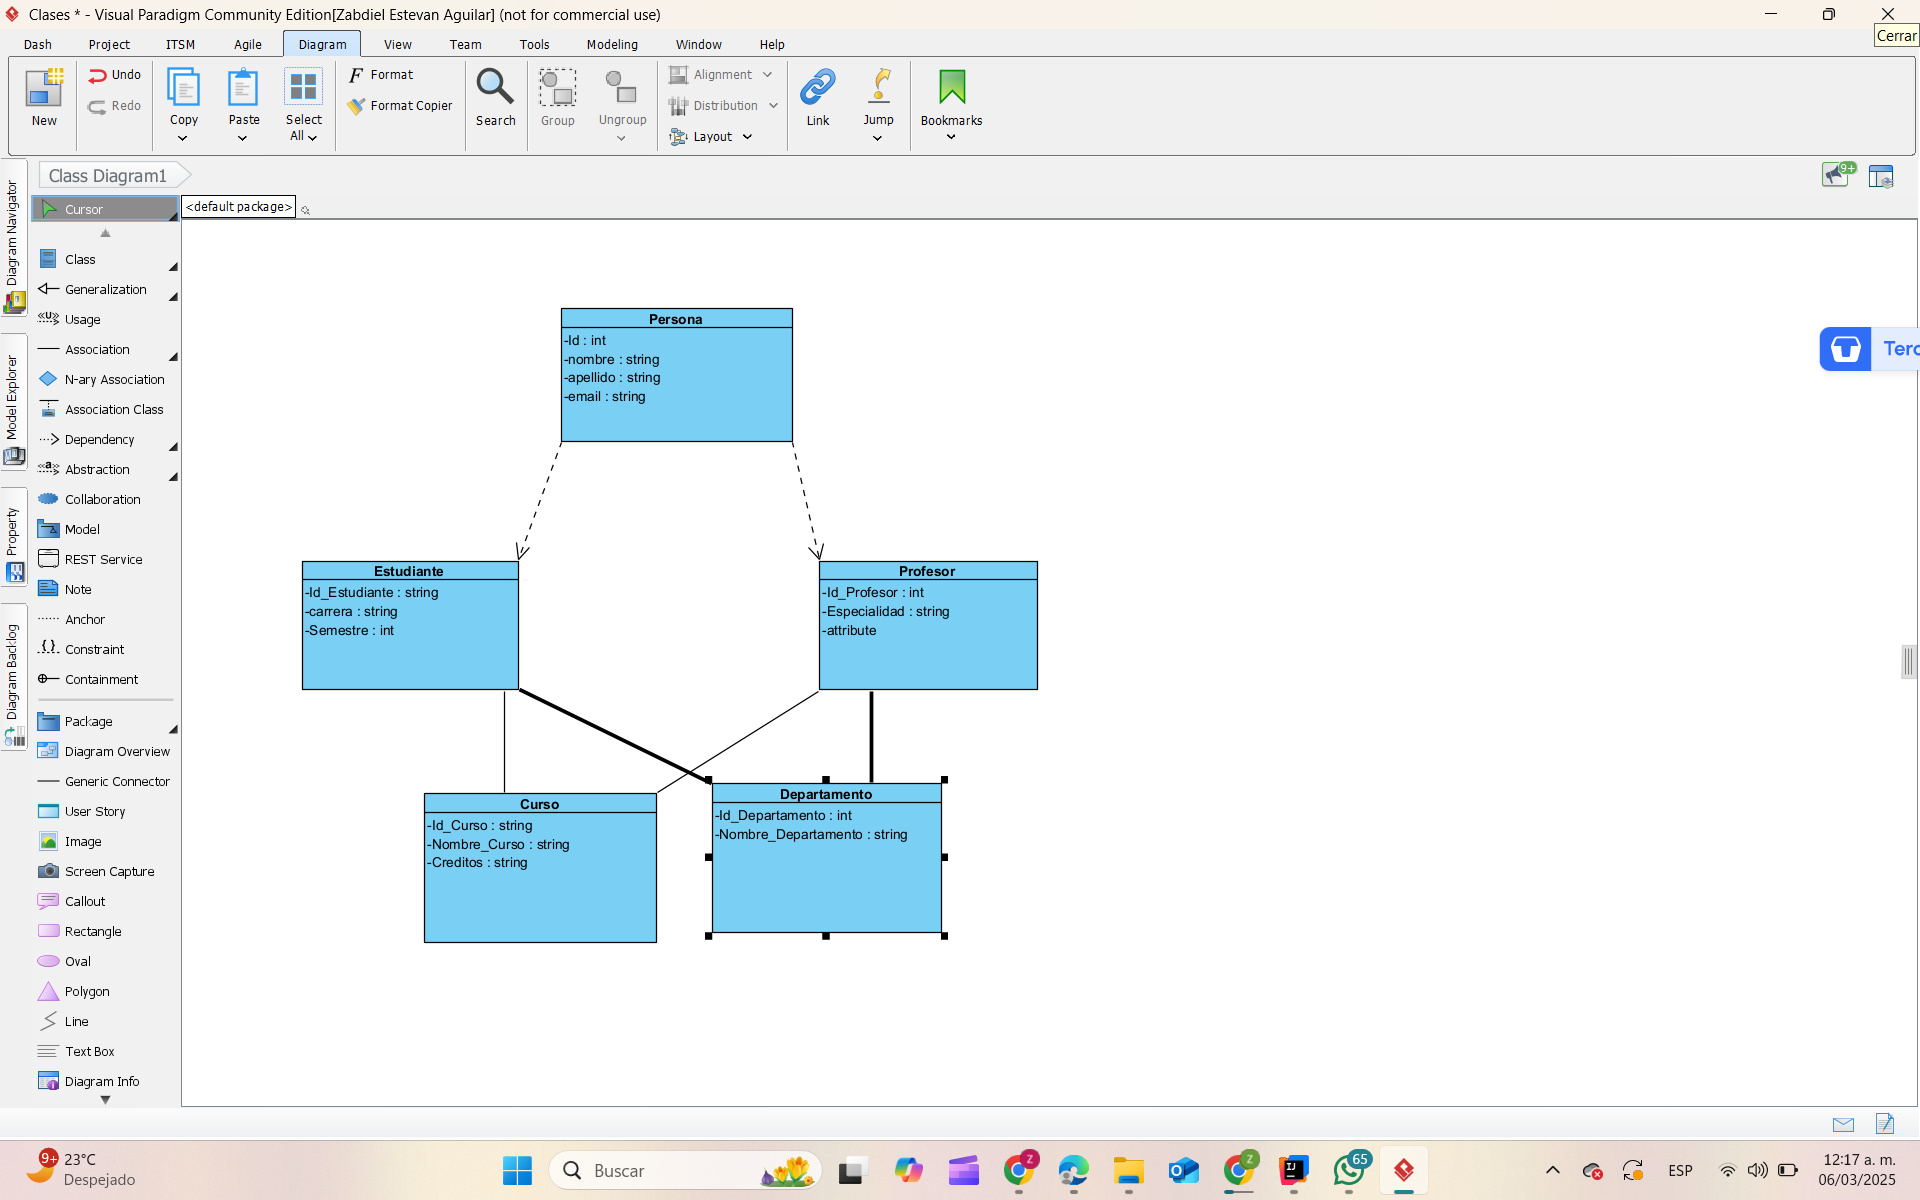 Clases * - Visual Paradigm Community Edition[Zabdiel Estevan Aguilar] (not for commercial use)
Cerrar
Dash Project ITSM Agile Diagram View Team Tools Modeling Window Help
New
Undo
Redo
Copy
Paste
Select
All
Format
Format Copier
Search
Group
Ungroup
Alignment
Distribution
Layout
Link
Jump
Bookmarks
Class Diagram1
9+
Diagram Navigator
Model Explorer
Property
Diagram Backlog
Cursor
<default package>
Class
Generalization
Usage
Association
N-ary Association
Association Class
Dependency
Abstraction
Collaboration
Model
REST Service
Note
Anchor
Constraint
Containment
Package
Diagram Overview
Generic Connector
User Story
Image
Screen Capture
Callout
Rectangle
Oval
Polygon
Line
Text Box
Diagram Info
Persona
-Id : int
-nombre : string
-apellido : string
-email : string
Terc
Estudiante
-Id_Estudiante : string
-carrera : string
-Semestre : int
Profesor
-Id_Profesor : int
-Especialidad : string
-attribute
Curso
-Id_Curso : string
-Nombre_Curso : string
-Creditos : string
Departamento
-Id_Departamento : int
-Nombre_Departamento : string
9+
23°C
Despejado
Buscar
Z
Z
65
ESP
12:17 a. m.
06/03/2025